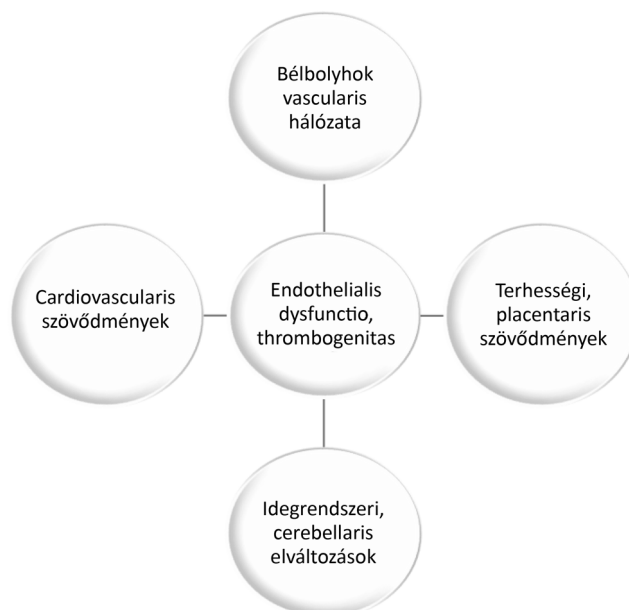 Bélbolyhok
vascularis
hálózata
Cardiovascularis
szövődmények
Endothelialis
dysfunctio,
thrombogenitas
Terhességi,
placentaris
szövődmények
Idegrendszeri,
cerebellaris
elváltozások